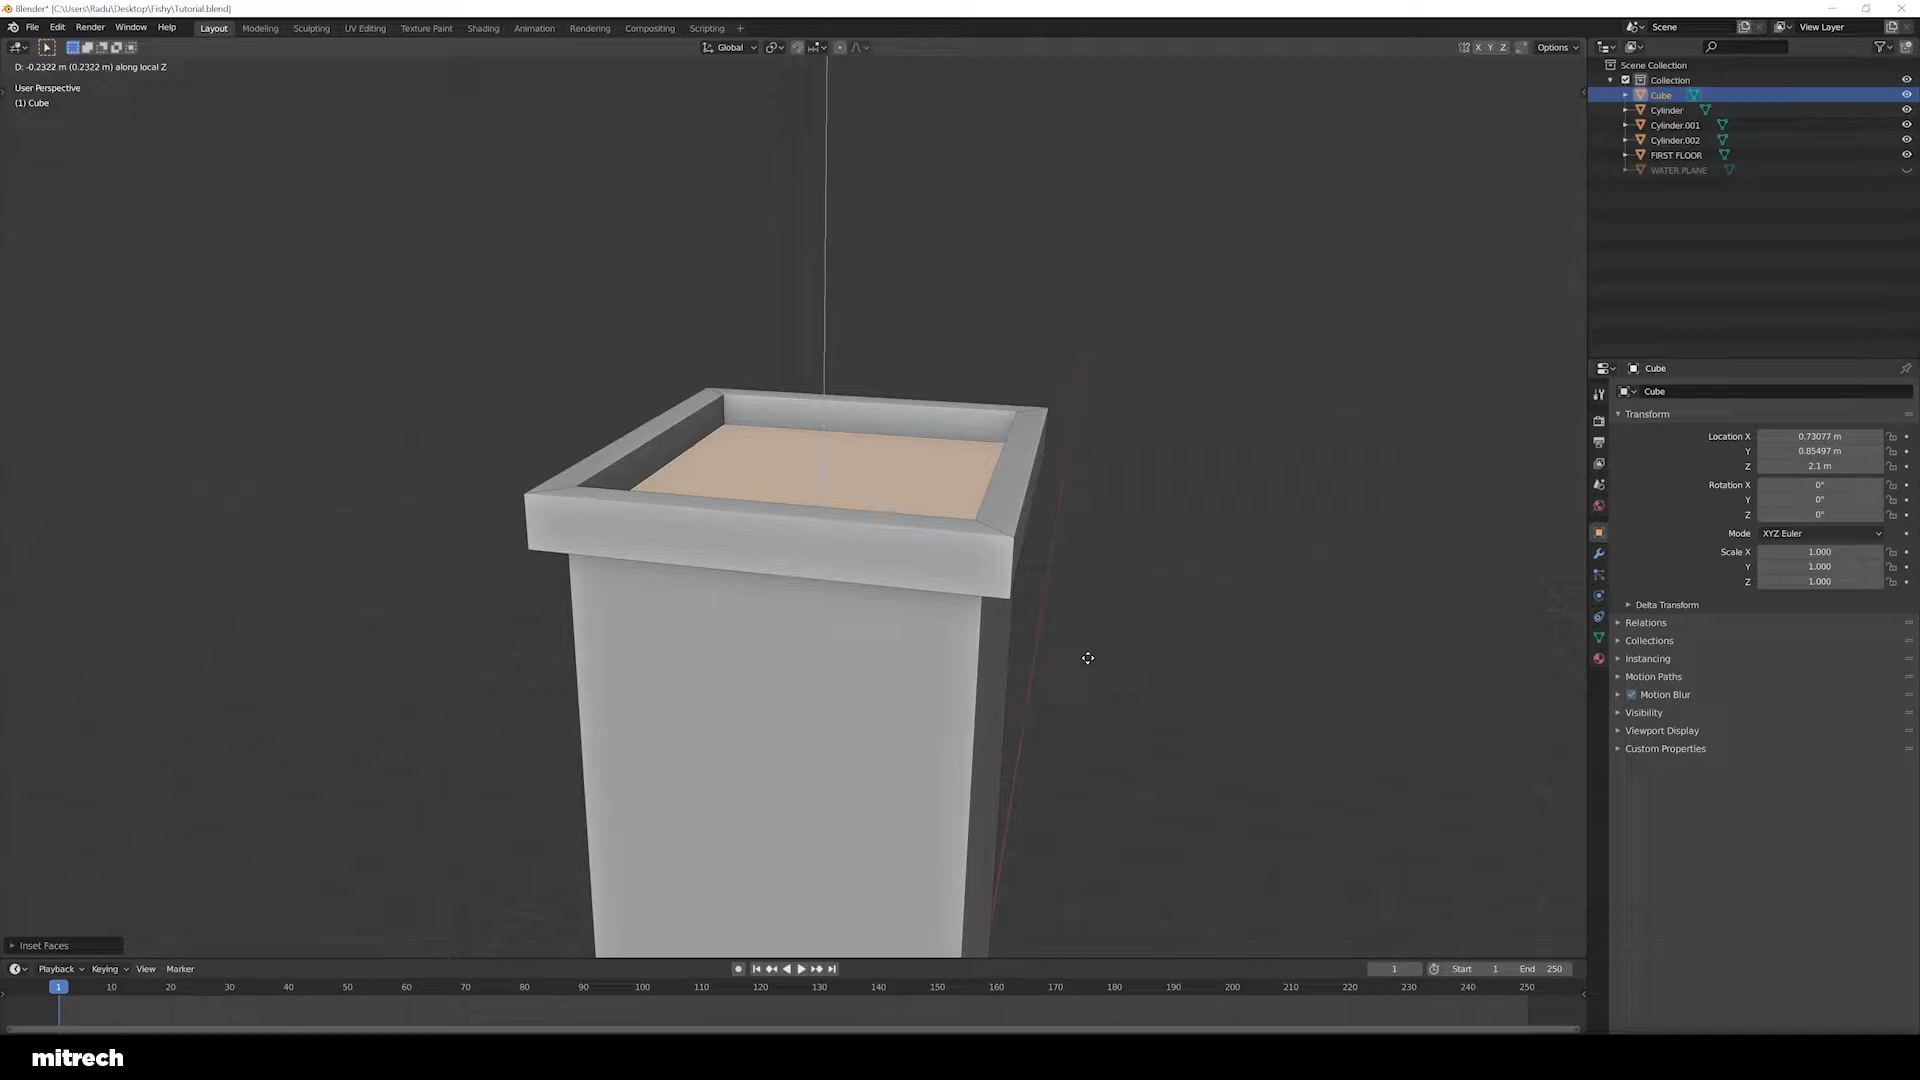 Blender* [C:\Users\Radu\Desktop\Fishy\Tutorial.blend]
File Edit Render Window Help Layout Modeling Sculpting UV Editing Texture Paint Shading Animation Rendering Compositing Scripting + Scene View Layer
Global X Y Z Options
D: -0.2322 m (0.2322 m) along local Z
User Perspective
(1) Cube
Scene Collection
Collection
Cube
Cylinder
Cylinder.001
Cylinder.002
FIRST FLOOR
WATER PLANE
Cube
Cube
Transform
Location X 0.73077 m
Y 0.85497 m
Z 2.1 m
Rotation X 0°
Y 0°
Z 0°
Mode XYZ Euler
Scale X 1.000
Y 1.000
Z 1.000
Delta Transform
Relations
Collections
Instancing
Motion Paths
Motion Blur
Visibility
Viewport Display
Custom Properties
Inset Faces
Playback Keying View Marker 1 Start 1 End 250
1 10 20 30 40 50 60 70 80 90 100 110 120 130 140 150 160 170 180 190 200 210 220 230 240 250
mitrech